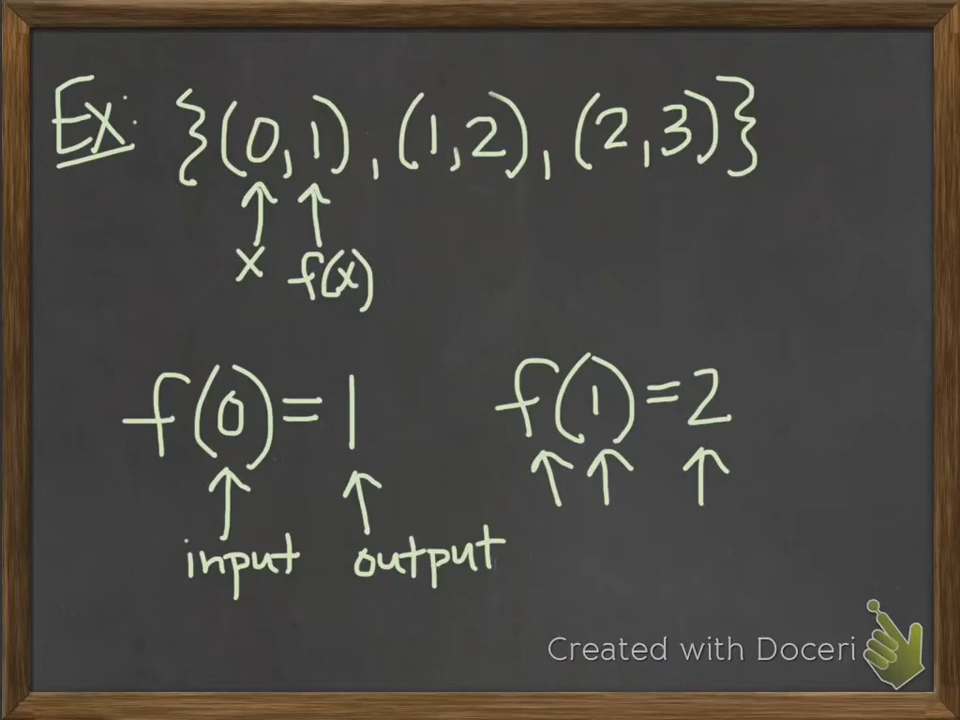 Ex: {(0,1), (1,2), (2,3)}
x f(x)
f(0)=1 f(1)=2
input output
Created with Doceri